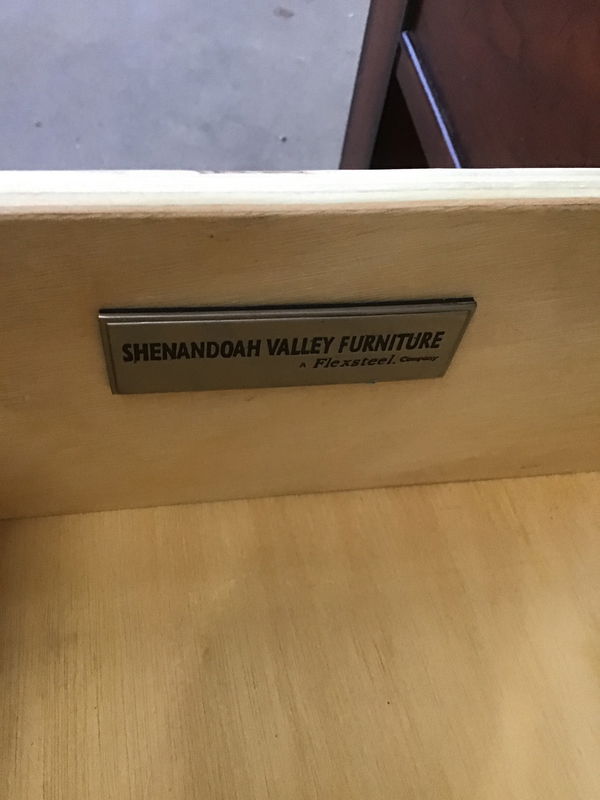 SHENANDOAH VALLEY FURNITURE
A Flexsteel. Company